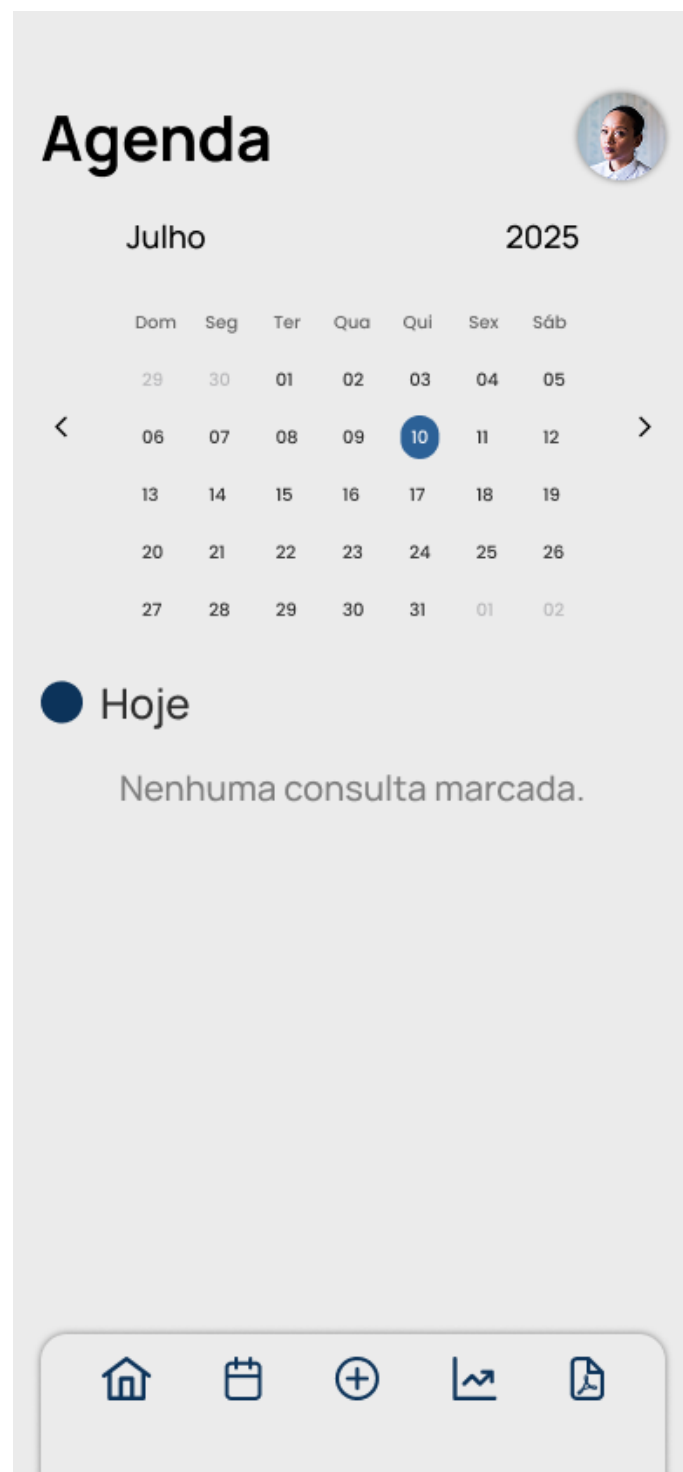 Agenda
Julho 2025
Dom Seg Ter Qua Qui Sex Sáb
29 30 01 02 03 04 05
06 07 08 09 10 11 12
13 14 15 16 17 18 19
20 21 22 23 24 25 26
27 28 29 30 31 01 02
Hoje
Nenhuma consulta marcada.